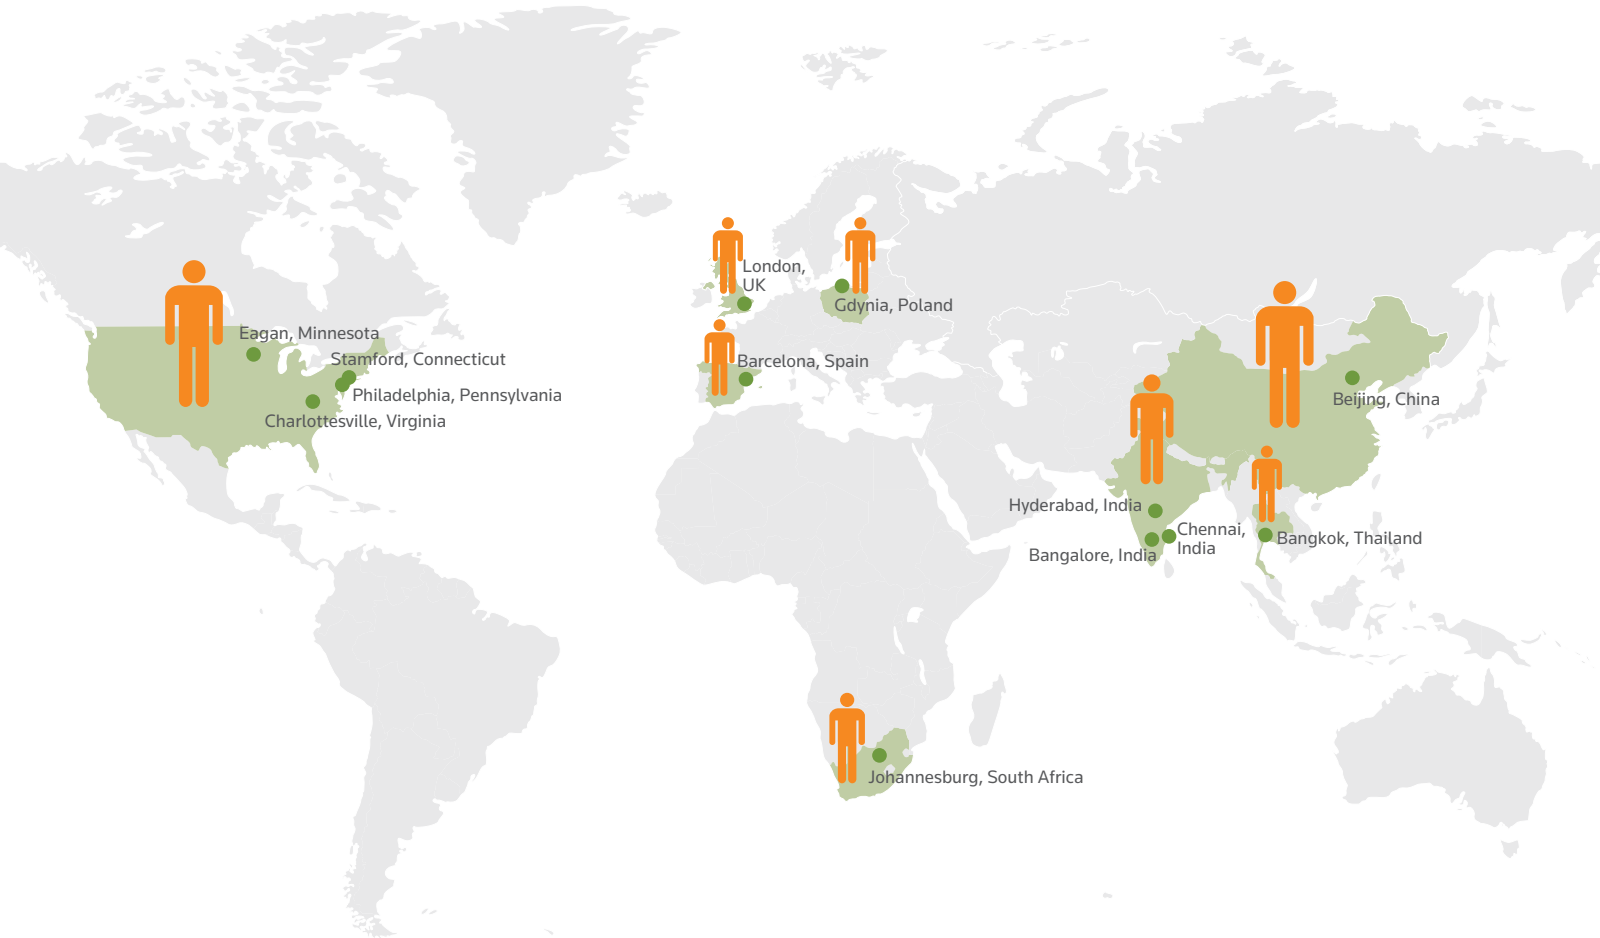 London,
UK
Gdynia, Poland
Eagan, Minnesota
Stamford, Connecticut
Barcelona, Spain
Philadelphia, Pennsylvania
Beijing, China
Charlottesville, Virginia
Hyderabad, India
Chennai,
India
Bangkok, Thailand
Bangalore, India
Johannesburg, South Africa